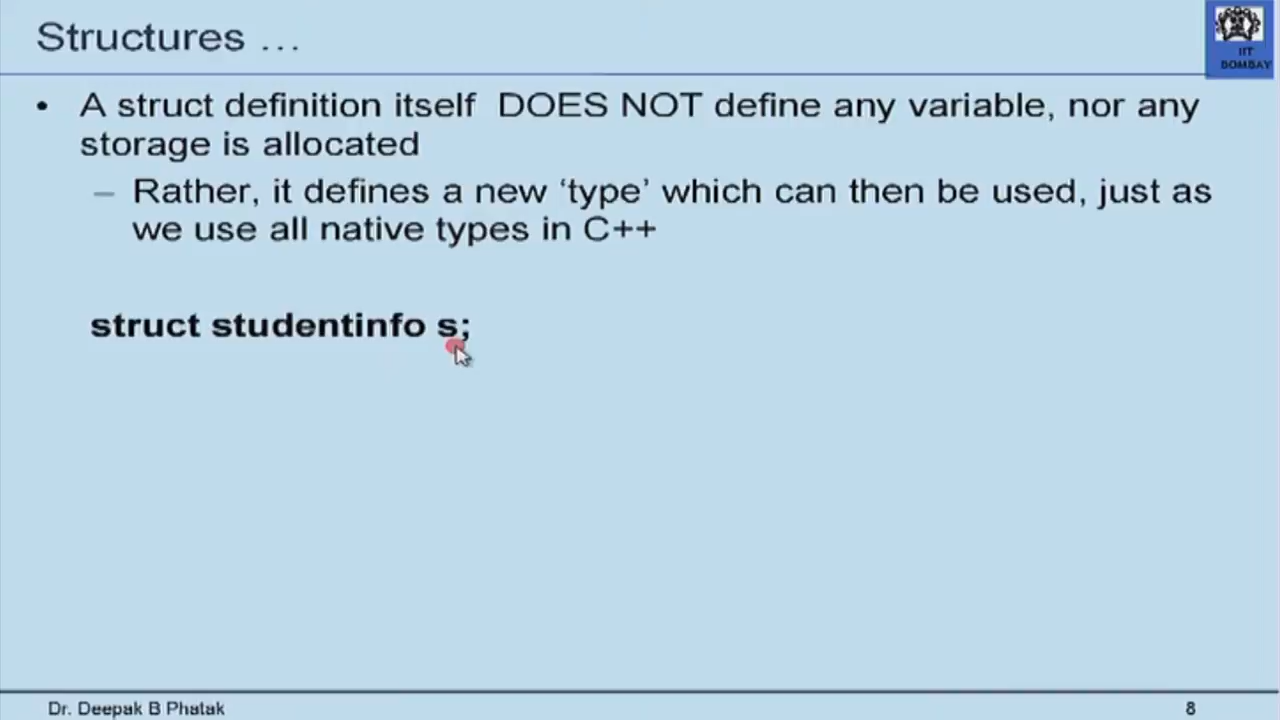 Structures ...
IIT
BOMBAY
• A struct definition itself DOES NOT define any variable, nor any
storage is allocated
– Rather, it defines a new ‘type’ which can then be used, just as
we use all native types in C++
struct studentinfo s;
Dr. Deepak B Phatak
8